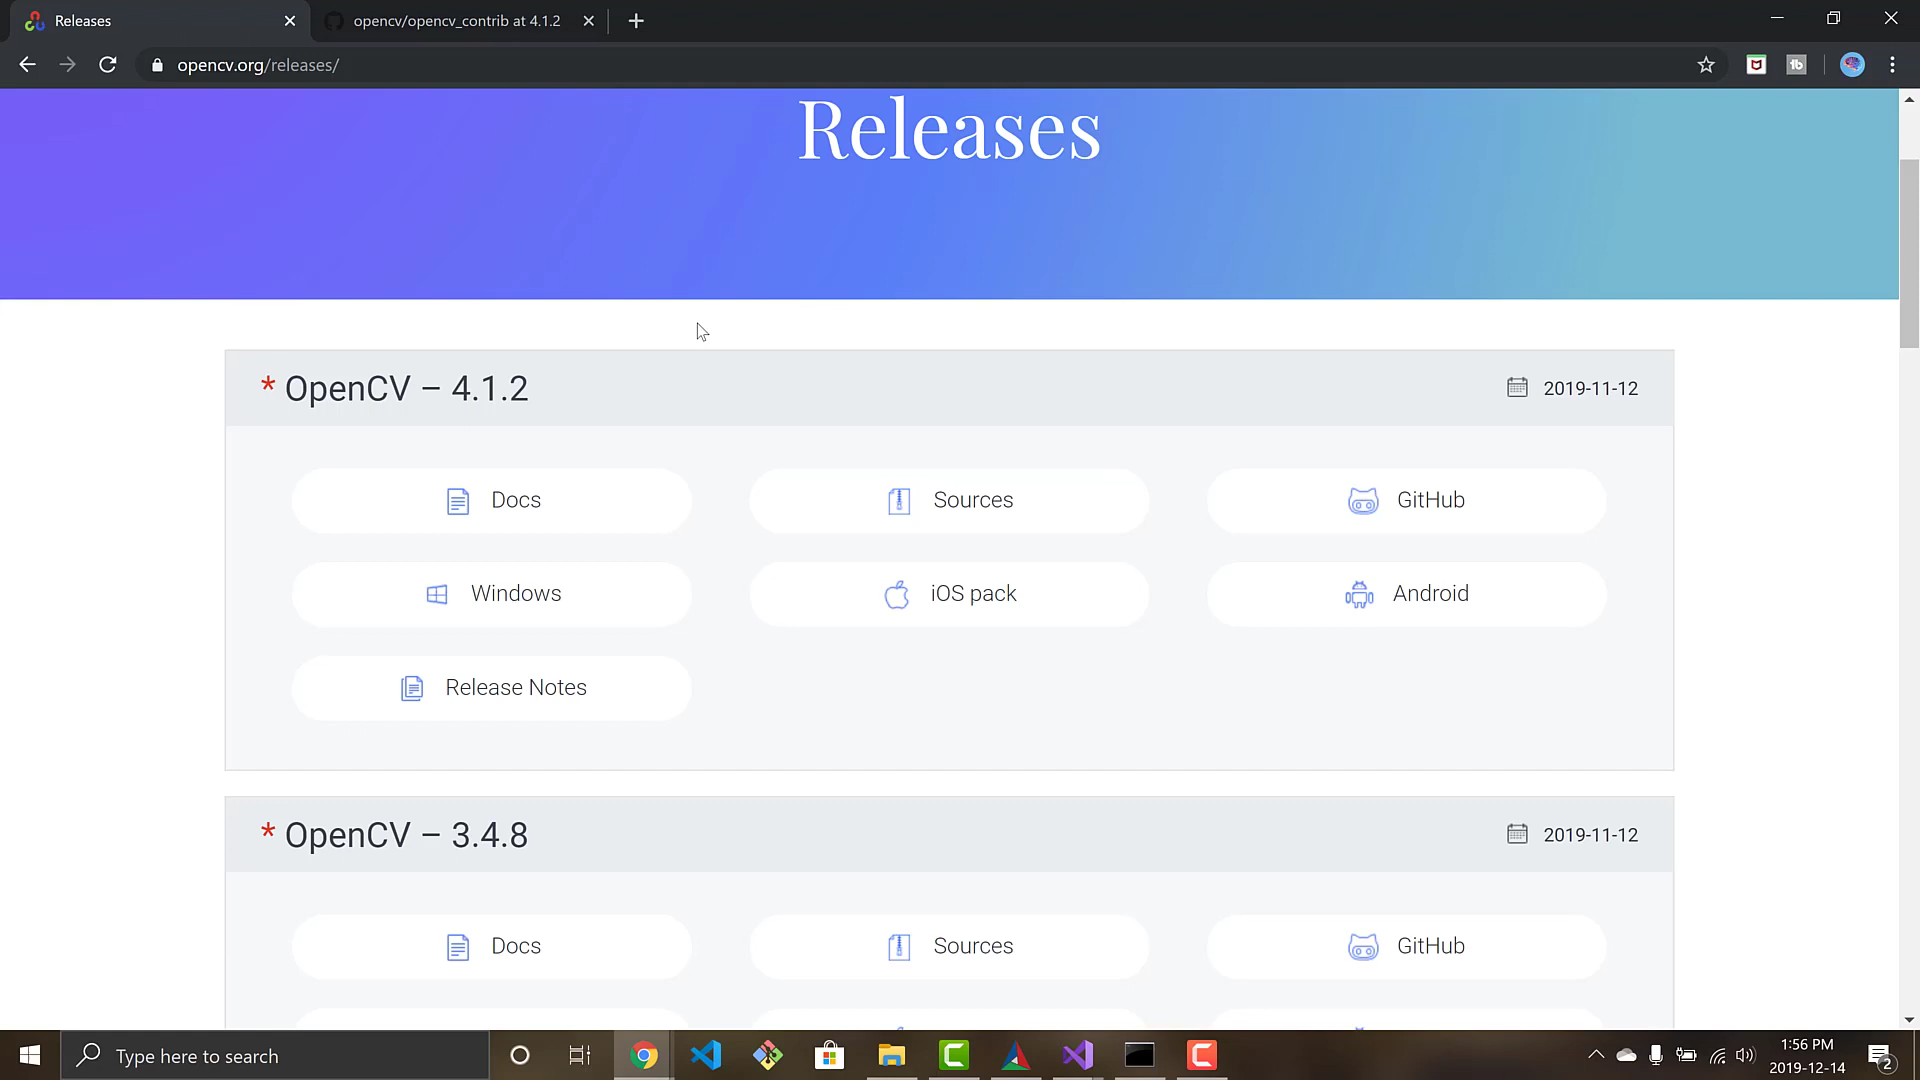 Releases
opencv/opencv_contrib at 4.1.2
opencv.org/releases/
Releases
* OpenCV – 4.1.2
2019-11-12
Docs
Sources
GitHub
Windows
iOS pack
Android
Release Notes
* OpenCV – 3.4.8
2019-11-12
Docs
Sources
GitHub
Type here to search
1:56 PM
2019-12-14
2